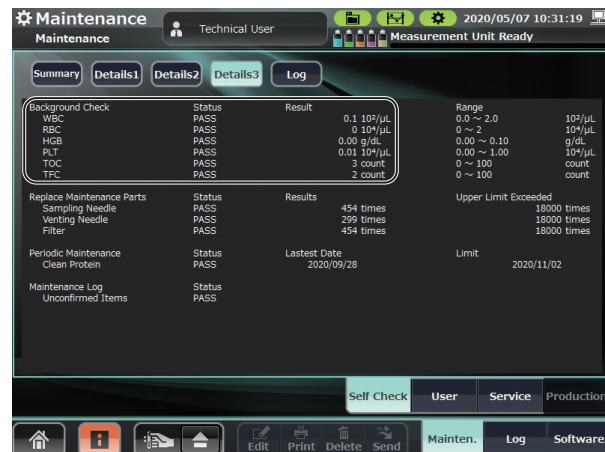 Maintenance
Maintenance
Technical User
2020/05/07 10:31:19
Measurement Unit Ready
Summary Details1 Details2 Details3 Log
Background Check Status Result Range
WBC PASS 0.1 10²/µL 0.0 ~ 2.0 10²/µL
RBC PASS 0 10⁴/µL 0 ~ 2 10⁴/µL
HGB PASS 0.00 g/dL 0.00 ~ 0.10 g/dL
PLT PASS 0.01 10⁴/µL 0.00 ~ 1.00 10⁴/µL
TOC PASS 3 count 0 ~ 100 count
TFC PASS 2 count 0 ~ 100 count
Replace Maintenance Parts Status Results Upper Limit Exceeded
Sampling Needle PASS 454 times 18000 times
Venting Needle PASS 299 times 18000 times
Filter PASS 454 times 18000 times
Periodic Maintenance Status Lastest Date Limit
Clean Protein PASS 2020/09/28 2020/11/02
Maintenance Log Status
Unconfirmed Items PASS
Self Check User Service Production
Edit Print Delete Send Mainten. Log Software